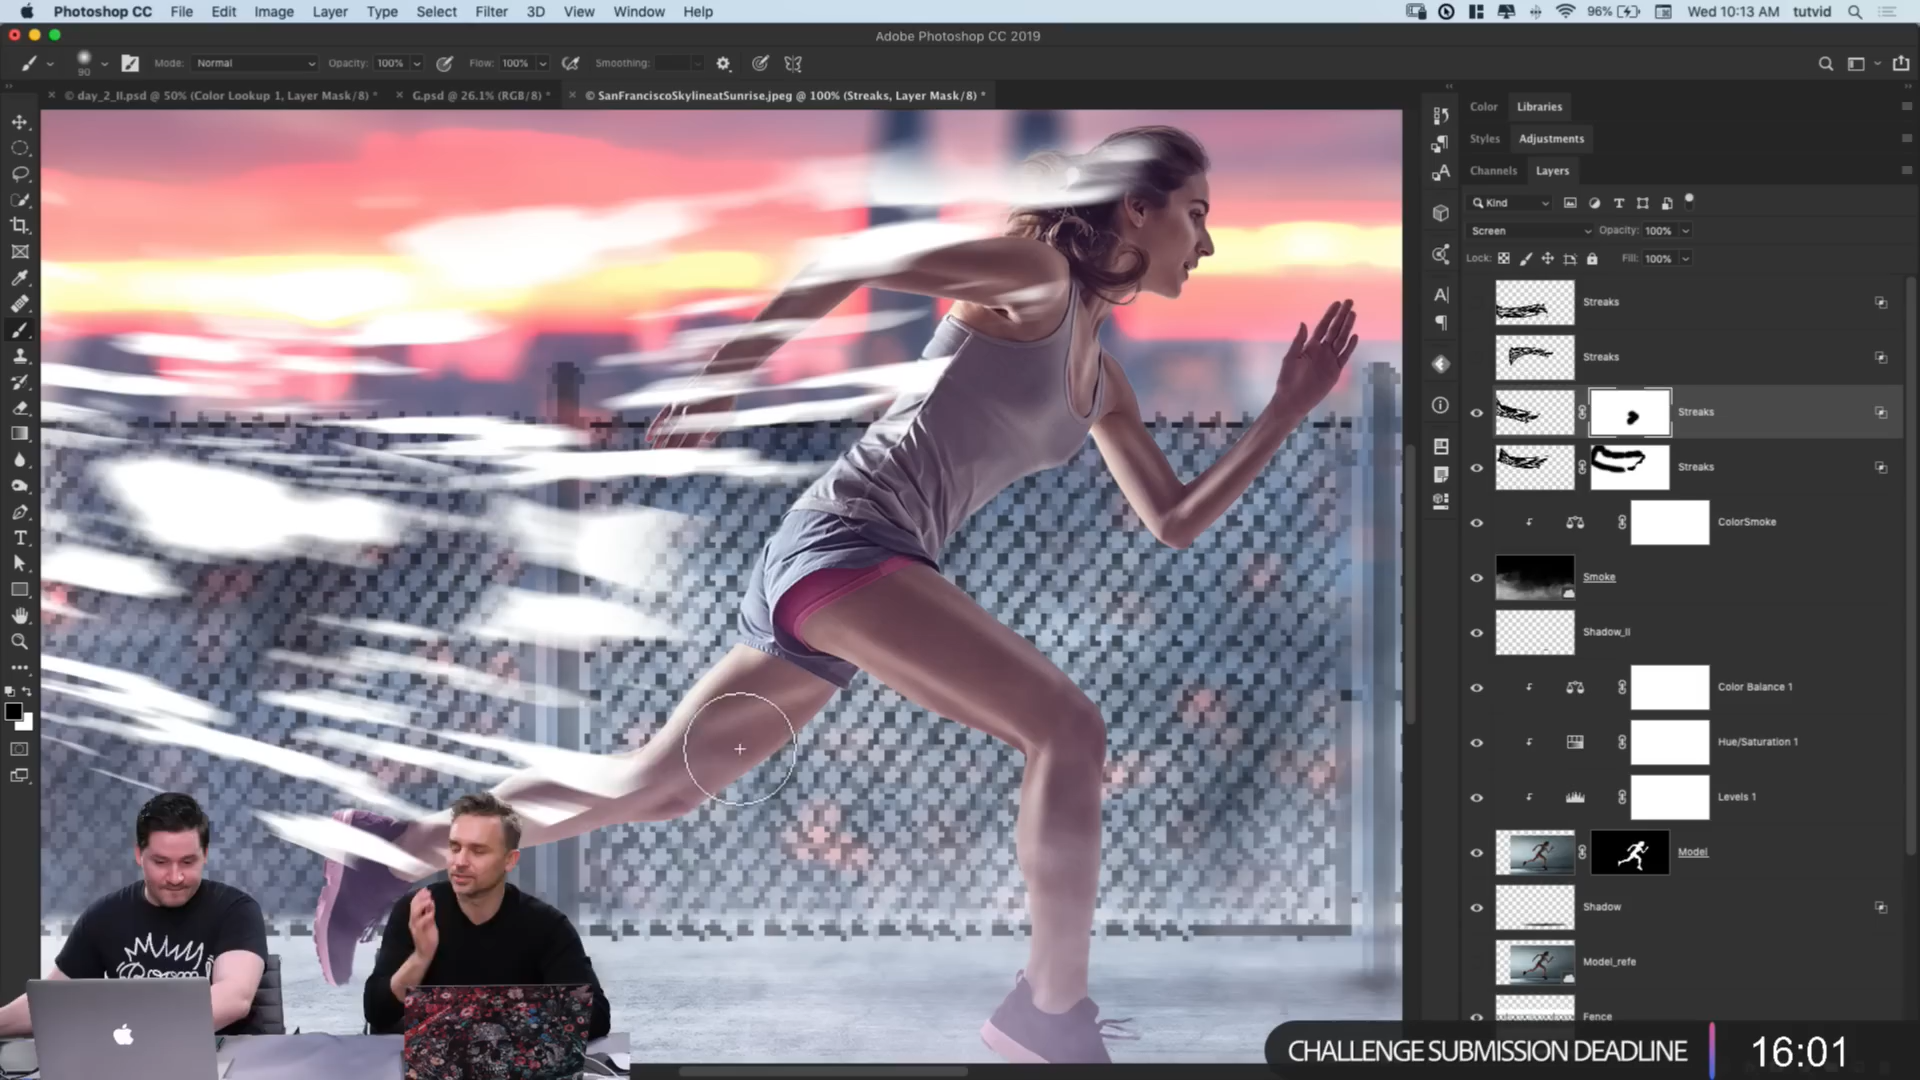 Photoshop CC File Edit Image Layer Type Select Filter 3D View Window Help 96% Wed 10:13 AM tutvid
Adobe Photoshop CC 2019
90 Mode: Normal Opacity: 100% Flow: 100% Smoothing:
© day_2_II.psd @ 50% (Color Lookup 1, Layer Mask/8) * G.psd @ 26.1% (RGB/8) * © SanFranciscoSkylineatSunrise.jpeg @ 100% (Streaks, Layer Mask/8) *
Color Libraries
Styles Adjustments
Channels Layers
Kind
Screen Opacity: 100%
Lock: Fill: 100%
Streaks
Streaks
Streaks
Streaks
ColorSmoke
Smoke
Shadow_II
Color Balance 1
Hue/Saturation 1
Levels 1
Model
Shadow
Model_refe
Fence
CHALLENGE SUBMISSION DEADLINE 16:01